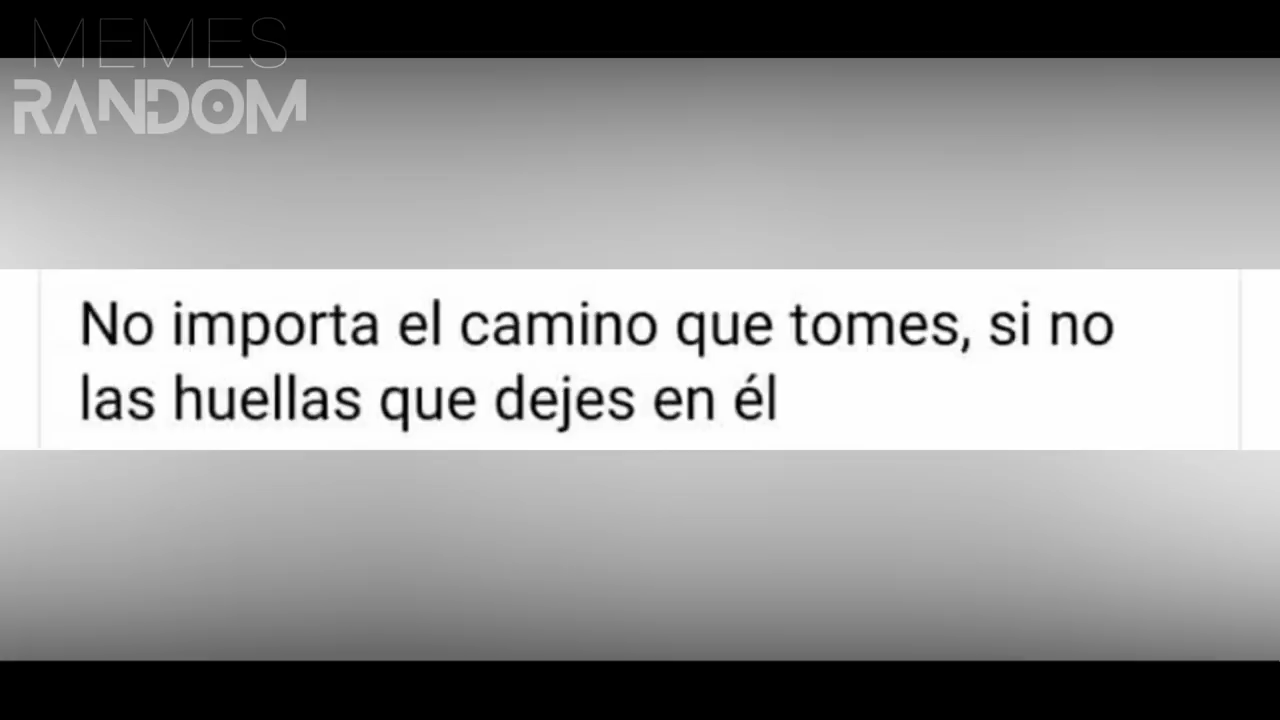 MEMES
RANDOM
No importa el camino que tomes, si no
las huellas que dejes en él